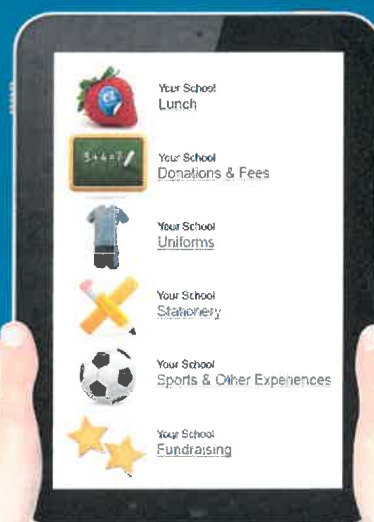 Your School
Lunch
3+4=7
Your School
Donations & Fees
Your School
Uniforms
Your School
Stationery
Your School
Sports & Other Experiences
Your School
Fundraising